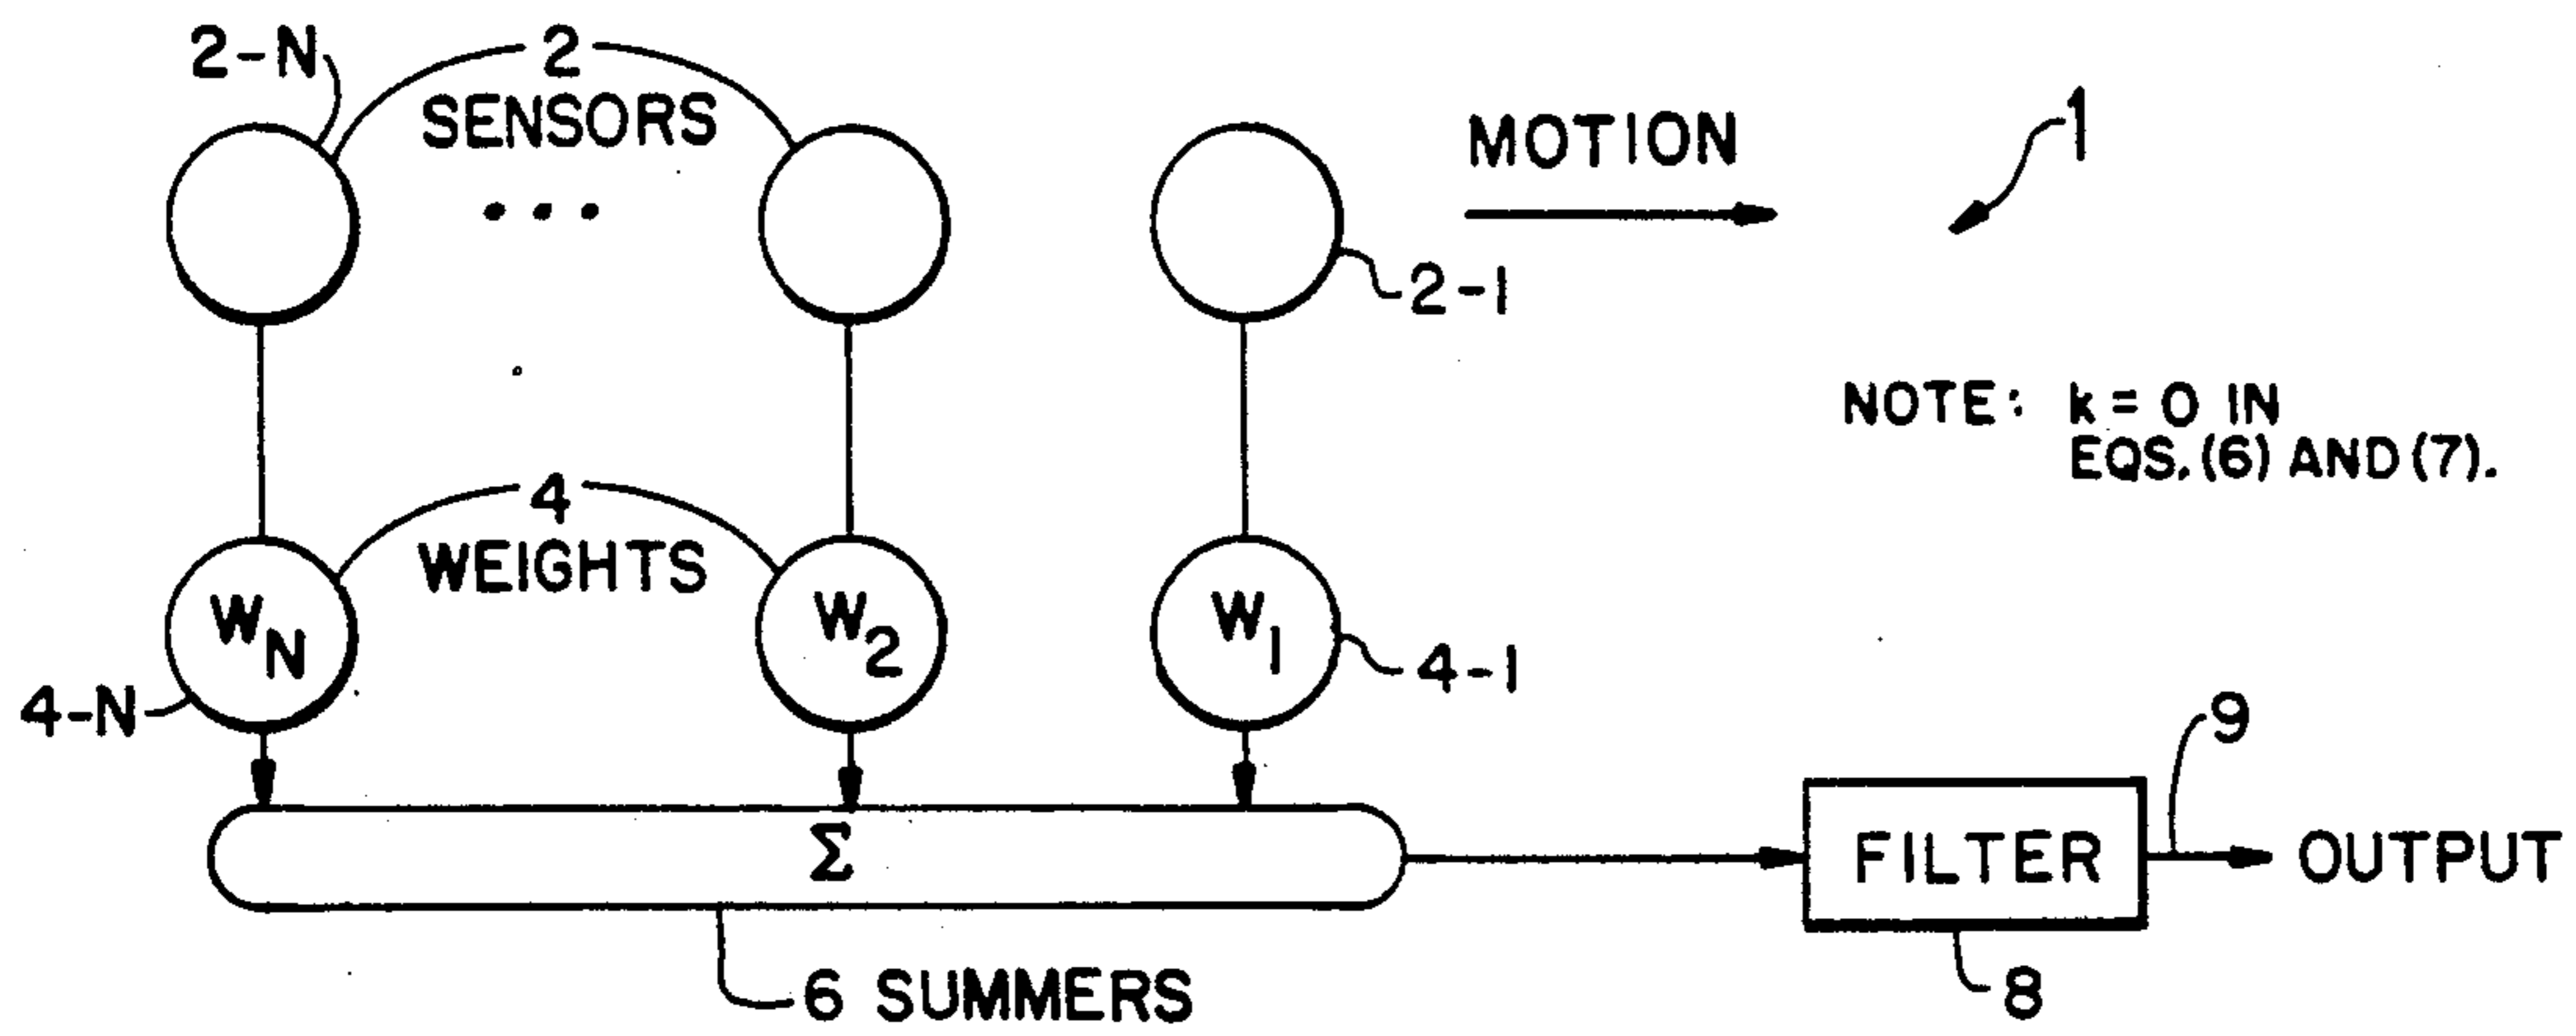 2-N 2
SENSORS
MOTION
1
2-1
NOTE: k = 0 IN
EQS. (6) AND (7).
4
WEIGHTS
W_N W_2 W_1
4-N
4-1
9
Σ
FILTER OUTPUT
6 SUMMERS
8